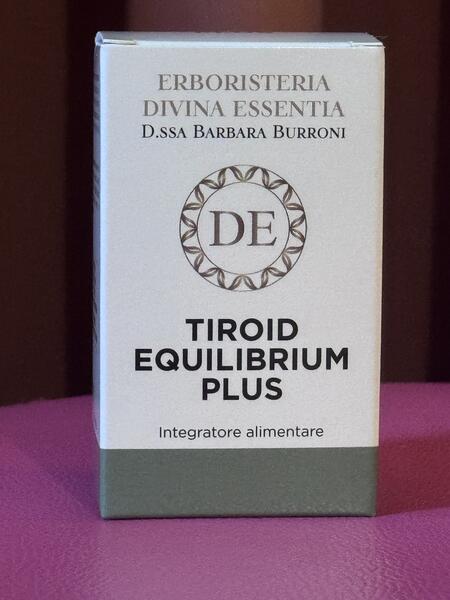 ERBORISTERIA
DIVINA ESSENTIA
D.SSA BARBARA BURRONI
DE
TIROID
EQUILIBRIUM
PLUS
Integratore alimentare